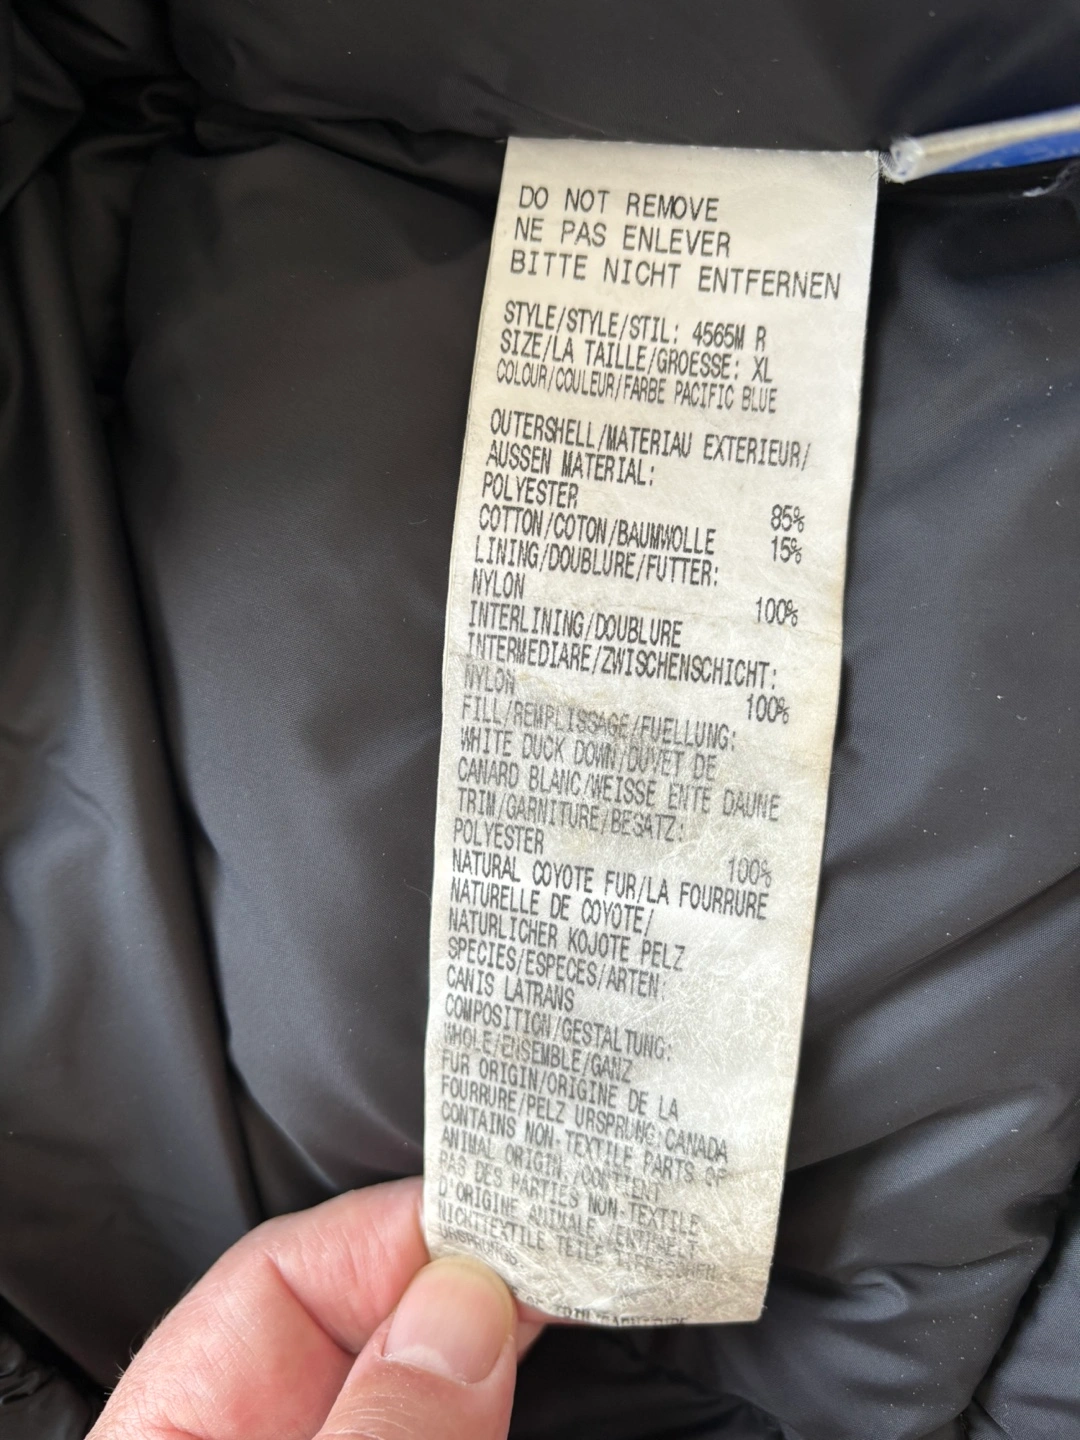 DO NOT REMOVE
NE PAS ENLEVER
BITTE NICHT ENTFERNEN
STYLE/STYLE/STIL: 4565M R
SIZE/LA TAILLE/GROESSE: XL
COLOUR/COULEUR/FARBE PACIFIC BLUE
OUTERSHELL/MATERIAU EXTERIEUR/
AUSSEN MATERIAL:
POLYESTER 85%
COTTON/COTON/BAUMWOLLE 15%
LINING/DOUBLURE/FUTTER:
NYLON 100%
INTERLINING/DOUBLURE
INTERMEDIARE/ZWISCHENSCHICHT:
NYLON 100%
FILL/REMPLISSAGE/FUELLUNG:
WHITE DUCK DOWN/DUVET DE
CANARD BLANC/WEISSE ENTE DAUNE
TRIM/GARNITURE/BESATZ:
POLYESTER 100%
NATURAL COYOTE FUR/LA FOURRURE
NATURELLE DE COYOTE/
NATURLICHER KOJOTE PELZ
SPECIES/ESPECES/ARTEN:
CANIS LATRANS
COMPOSITION/GESTALTUNG:
WHOLE/ENSEMBLE/GANZ
FUR ORIGIN/ORIGINE DE LA
FOURRURE/PELZ URSPRUNG:CANADA
CONTAINS NON-TEXTILE PARTS OF
ANIMAL ORIGIN./CONTIENT
PAS DES PARTIES NON-TEXTILE
D'ORIGINE ANIMALE
NICHTTEXTILE TEILE